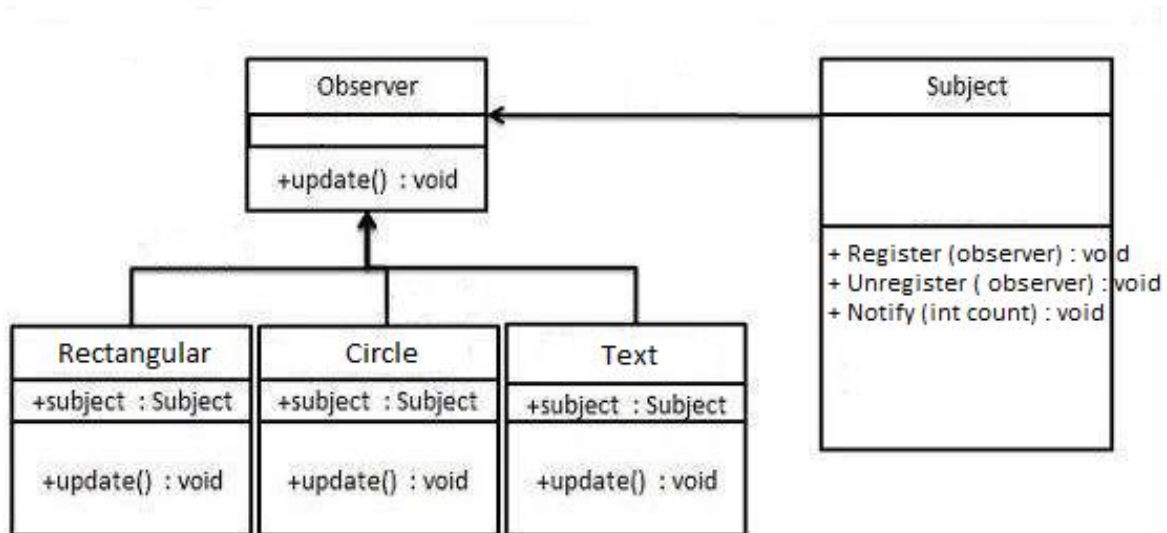 Observer
+update() : void
Subject
+ Register (observer) : void
+ Unregister ( observer) : void
+ Notify (int count) : void
Rectangular
+subject : Subject
+update() : void
Circle
+subject : Subject
+update() : void
Text
+subject : Subject
+update() : void